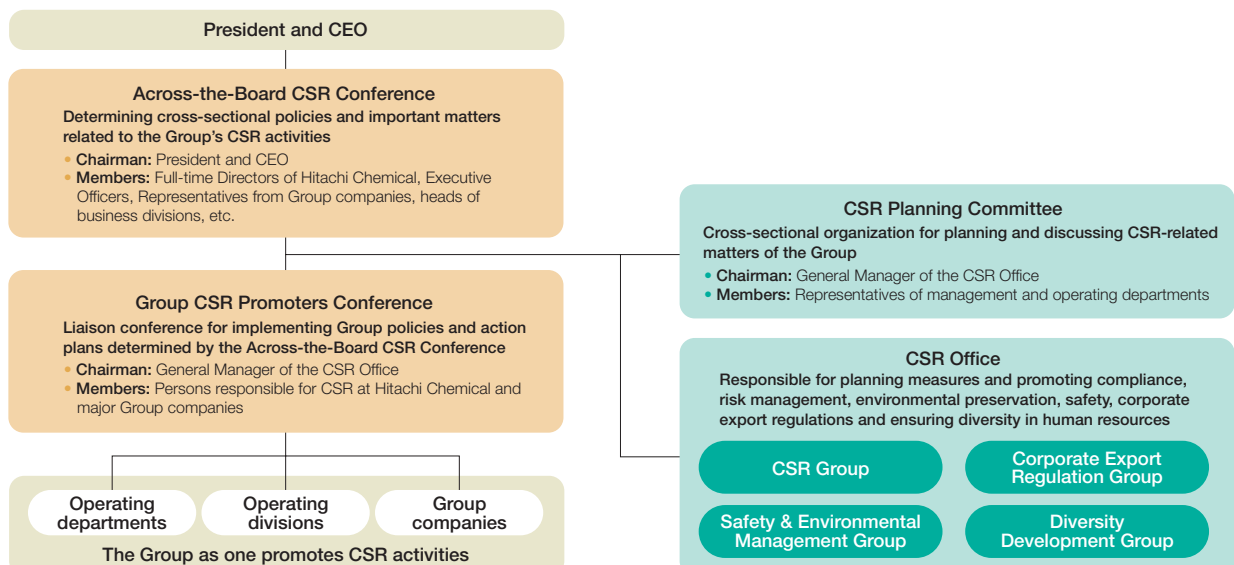 President and CEO
Across-the-Board CSR Conference
Determining cross-sectional policies and important matters
related to the Group's CSR activities
• Chairman: President and CEO
• Members: Full-time Directors of Hitachi Chemical, Executive
Officers, Representatives from Group companies, heads of
business divisions, etc.
Group CSR Promoters Conference
Liaison conference for implementing Group policies and action
plans determined by the Across-the-Board CSR Conference
• Chairman: General Manager of the CSR Office
• Members: Persons responsible for CSR at Hitachi Chemical and
major Group companies
Operating
departments
Operating
divisions
Group
companies
The Group as one promotes CSR activities
CSR Planning Committee
Cross-sectional organization for planning and discussing CSR-related
matters of the Group
• Chairman: General Manager of the CSR Office
• Members: Representatives of management and operating departments
CSR Office
Responsible for planning measures and promoting compliance,
risk management, environmental preservation, safety, corporate
export regulations and ensuring diversity in human resources
CSR Group
Corporate Export
Regulation Group
Safety & Environmental
Management Group
Diversity
Development Group